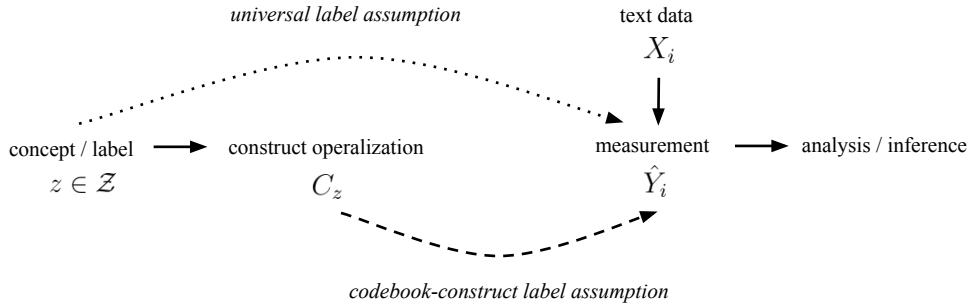 universal label assumption
text data
X_i
concept / label
construct operalization
measurement
analysis / inference
z ∈ 𝒵
C_z
Ŷ_i
codebook-construct label assumption